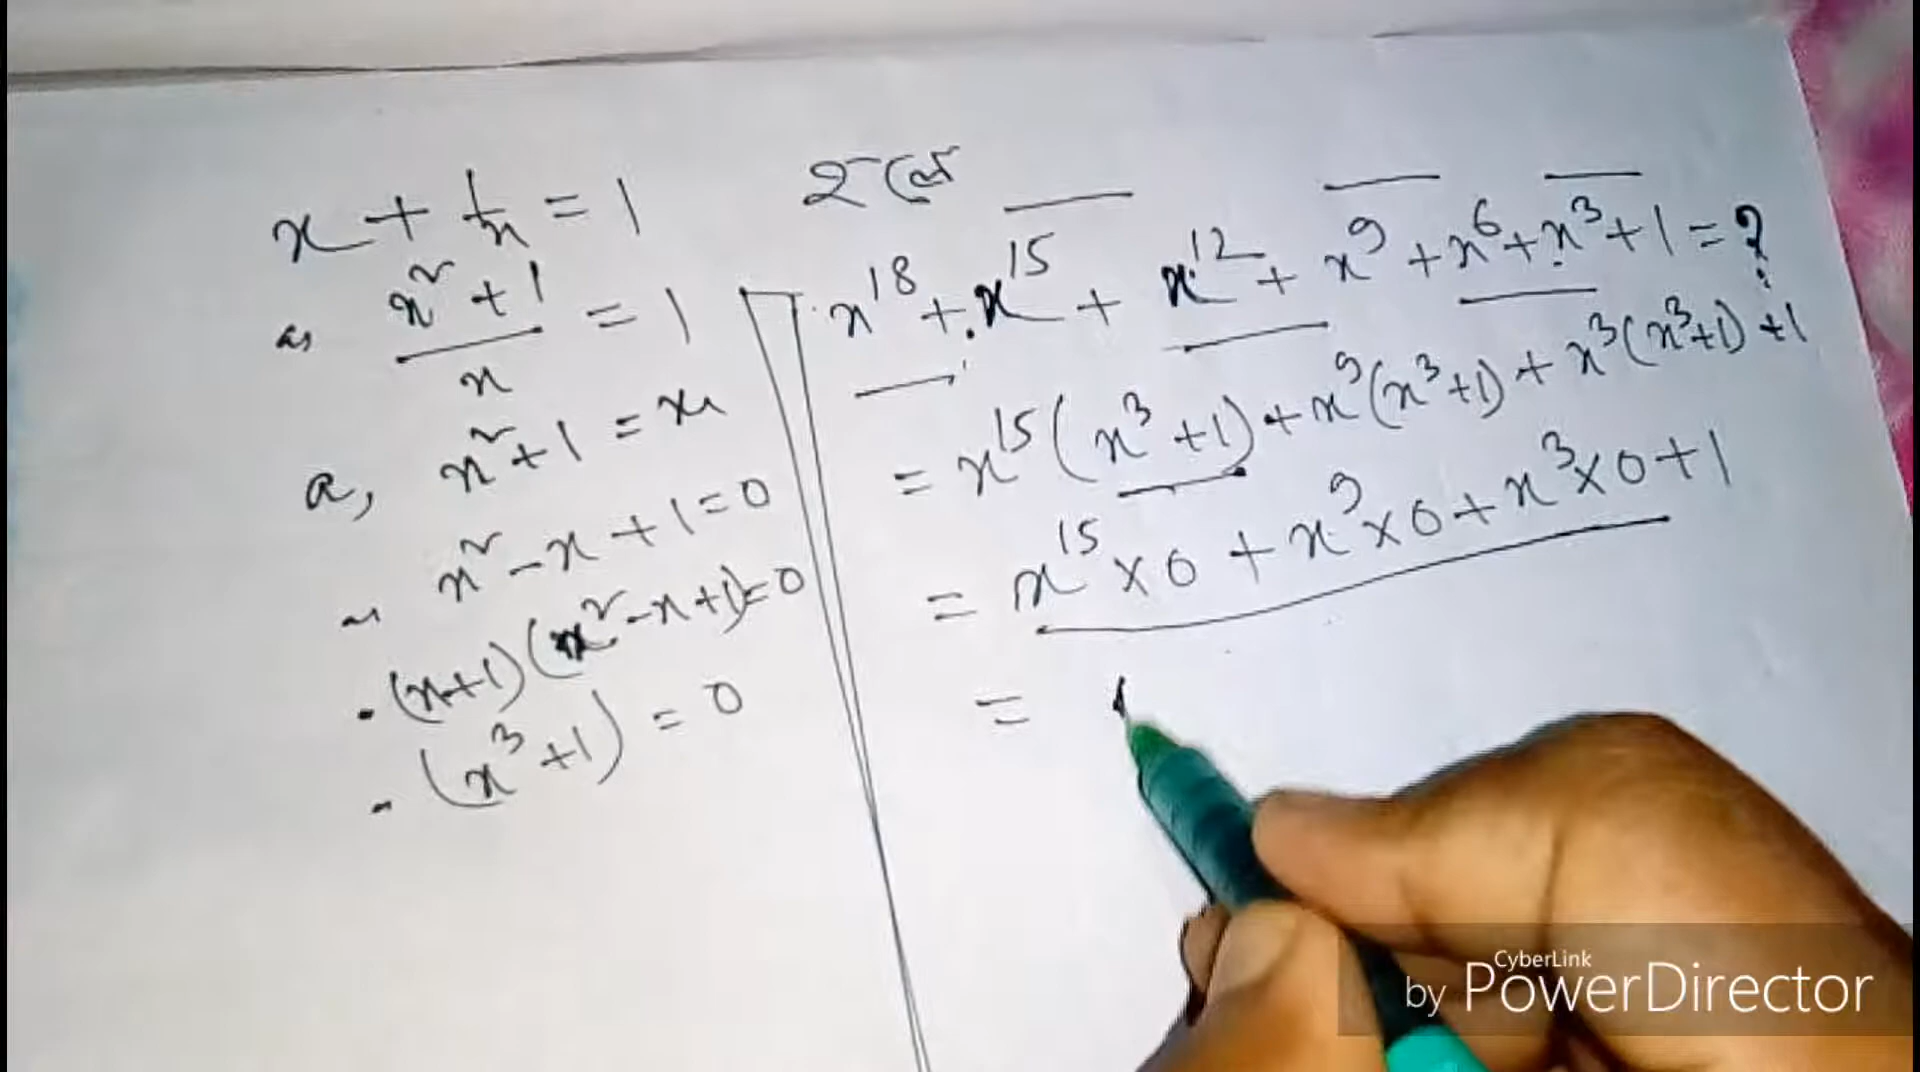 x + 1/x = 1 হলে
x¹⁸ + x¹⁵ + x¹² + x⁹ + x⁶ + x³ + 1 = ?
(x² + 1)/x = 1
x² + 1 = x
x² - x + 1 = 0
(x+1)(x² - x + 1) = 0
(x³ + 1) = 0
= x¹⁵(x³ + 1) + x⁹(x³ + 1) + x³(x³ + 1) + 1
= x¹⁵ × 0 + x⁹ × 0 + x³ × 0 + 1
=
CyberLink
by PowerDirector